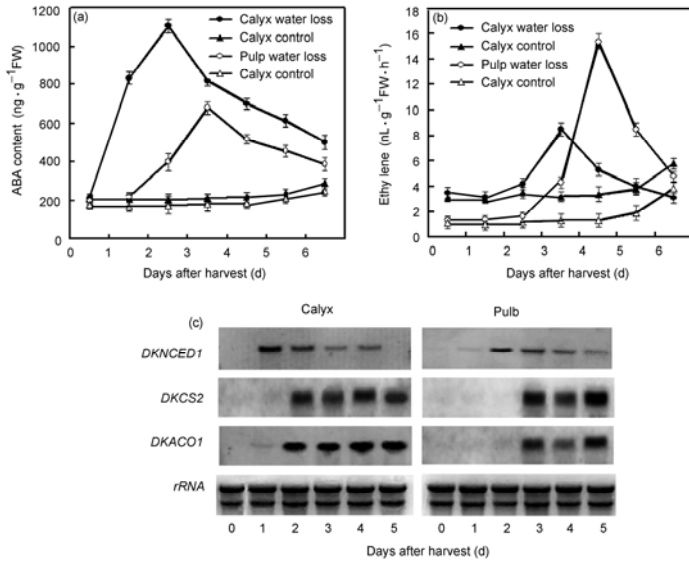 (a)
Calyx water loss
Calyx control
Pulp water loss
Calyx control
ABA content (ng·g⁻¹FW)
1200
1000
800
600
400
200
0
0 1 2 3 4 5 6
Days after harvest (d)
(b)
Calyx water loss
Calyx control
Pulp water loss
Calyx control
Ethy lene (nL·g⁻¹FW·h⁻¹)
18
16
14
12
10
8
6
4
2
0
0 1 2 3 4 5 6
Days after harvest (d)
(c)
Calyx Pulb
DKNCED1
DKCS2
DKACO1
rRNA
0 1 2 3 4 5 0 1 2 3 4 5
Days after harvest (d)